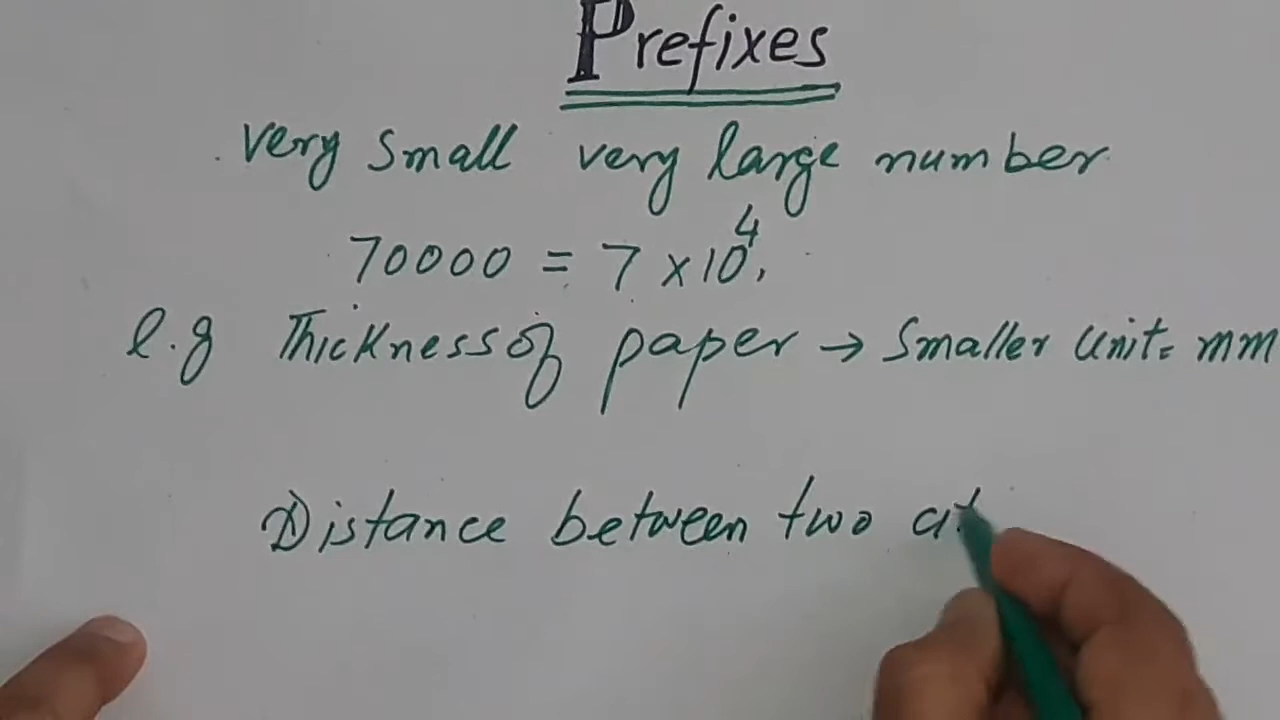 Prefixes
very small very large number
70000 = 7 x 10⁴,
e.g Thickness of paper → Smaller Unit = mm
Distance between two